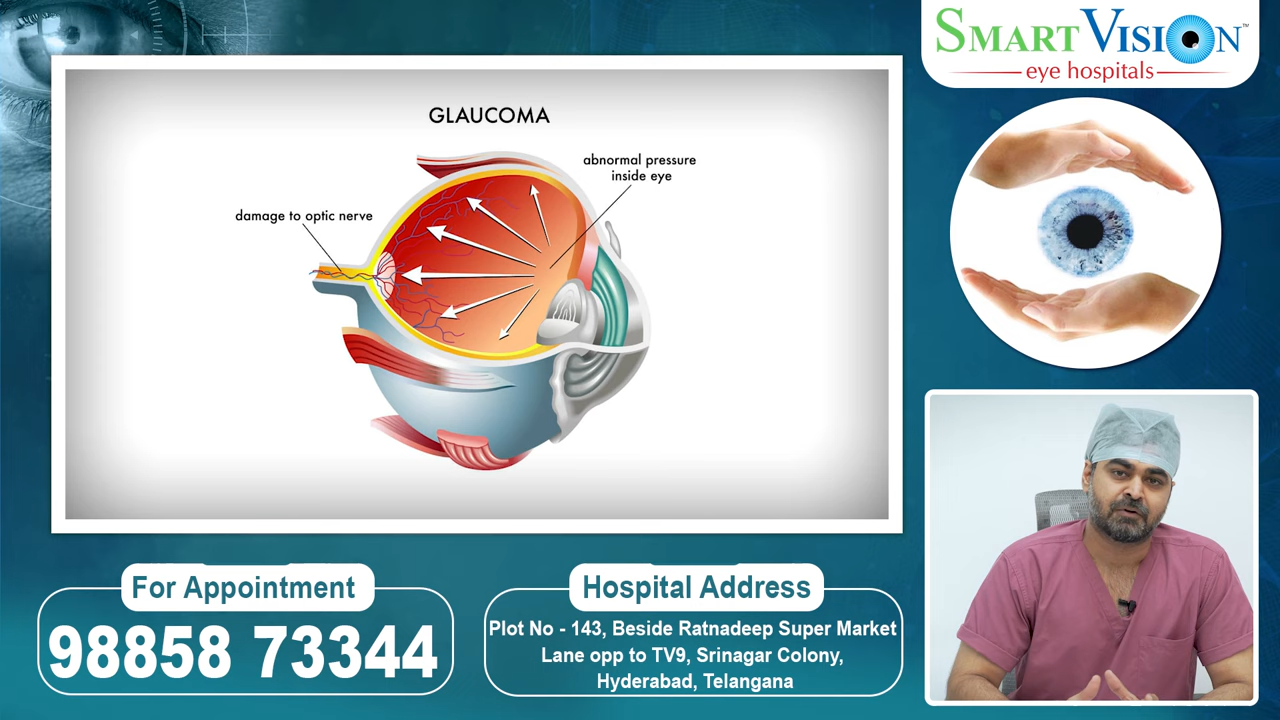 SMART VISION™
eye hospitals
GLAUCOMA
abnormal pressure
inside eye
damage to optic nerve
For Appointment
98858 73344
Hospital Address
Plot No - 143, Beside Ratnadeep Super Market
Lane opp to TV9, Srinagar Colony,
Hyderabad, Telangana